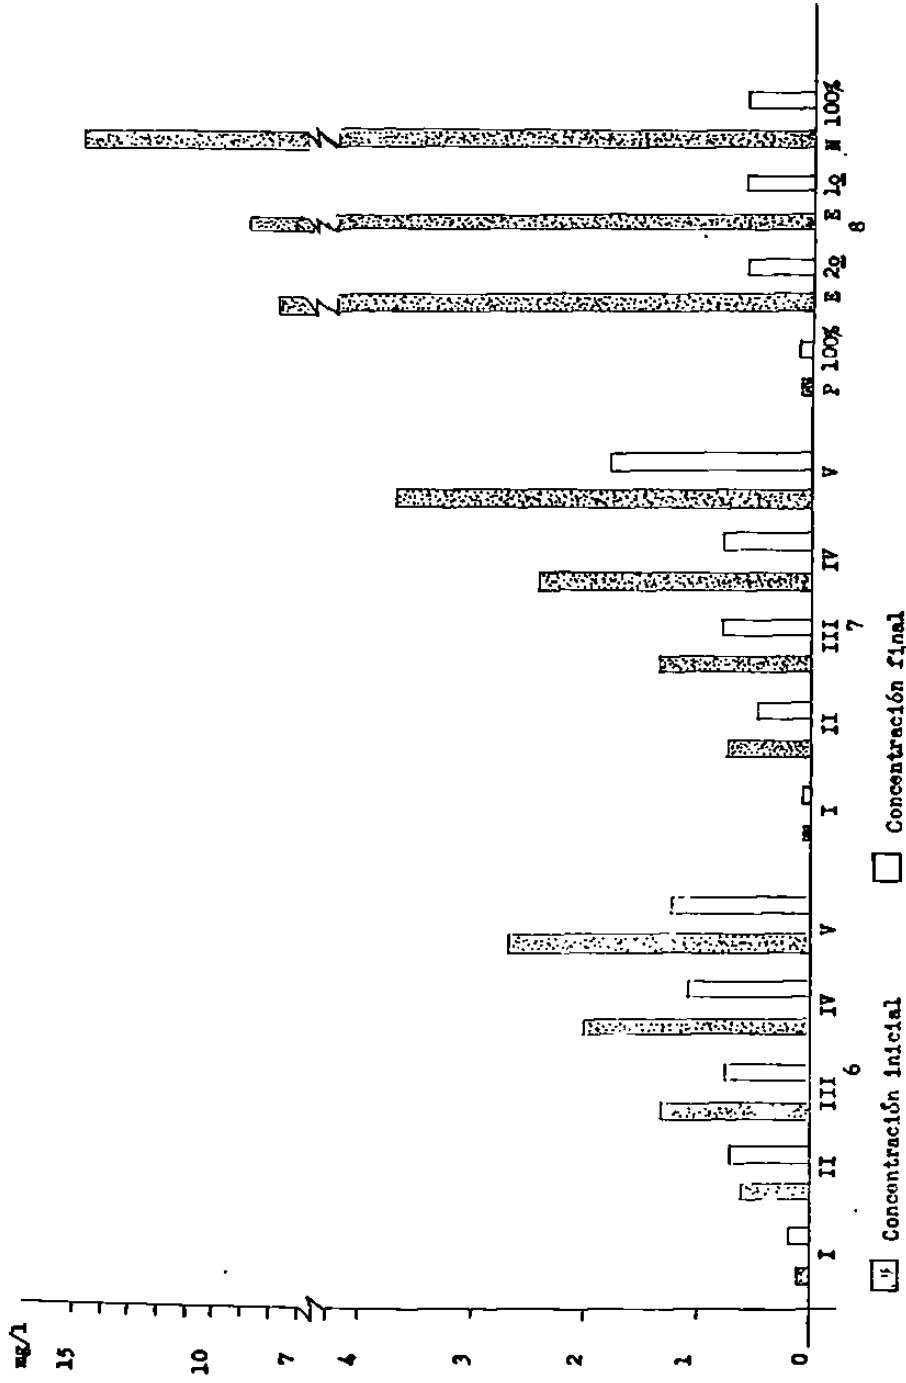 mg/l
15
10
7
4
3
2
1
0
I II III IV V I II III IV V P 100% E 2º E 1º N 100%
6 7 8
Concentración inicial Concentración final